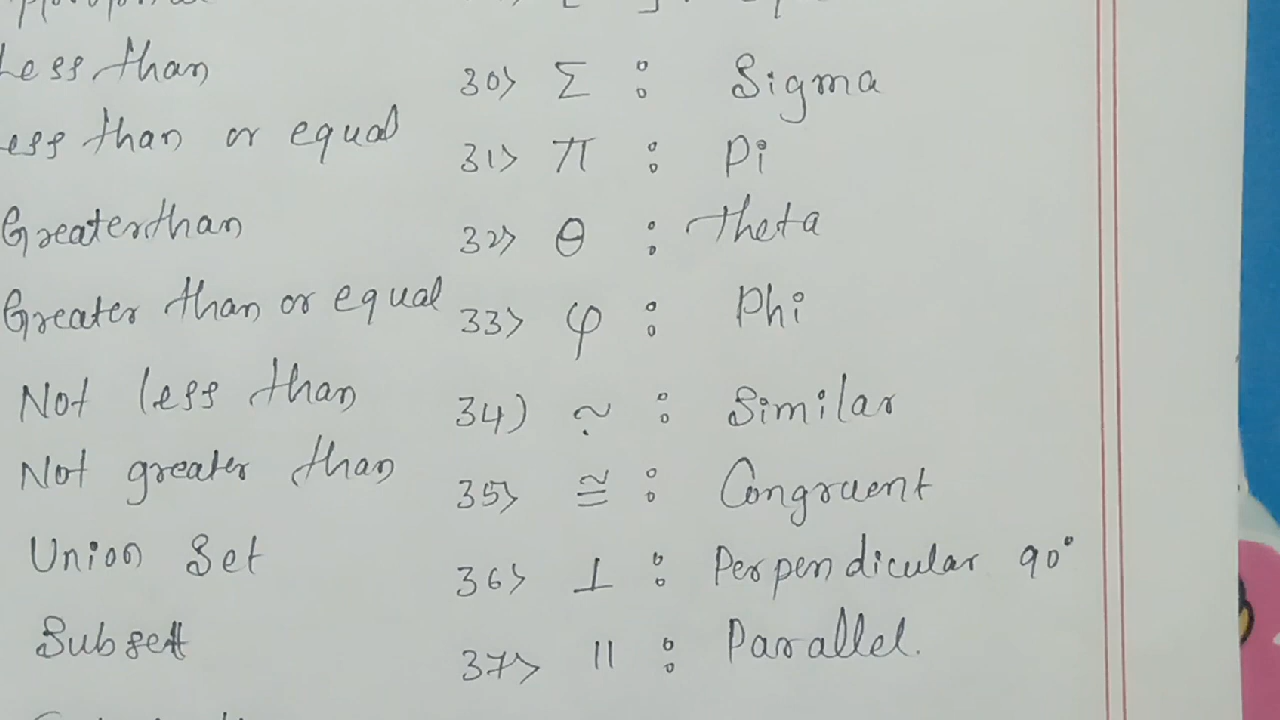 Less than
Less than or equal
Greaterthan
Greater than or equal
Not less than
Not greater than
Union Set
Subset
30> Σ : Sigma
31> π : Pi
32> θ : Theta
33> φ : Phi
34) ~ : Similar
35> ≅ : Congruent
36> ⊥ : Perpendicular 90°
37> || : Parallel.